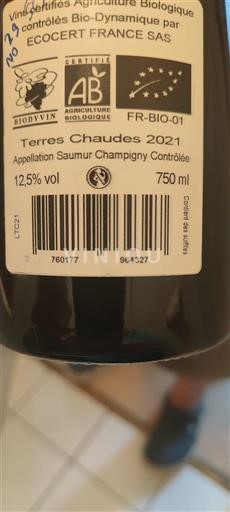 Vins certifiés Agriculture Biologique
contrôlés Bio-Dynamique par
ECOCERT FRANCE SAS
BIODYVIN
CERTIFIÉ
AB
AGRICULTURE
BIOLOGIQUE
FR-BIO-01
Terres Chaudes 2021
Appellation Saumur Champigny Contrôlée
12,5% vol
750 ml
LTC21
760177
964327
Contient des sulfites